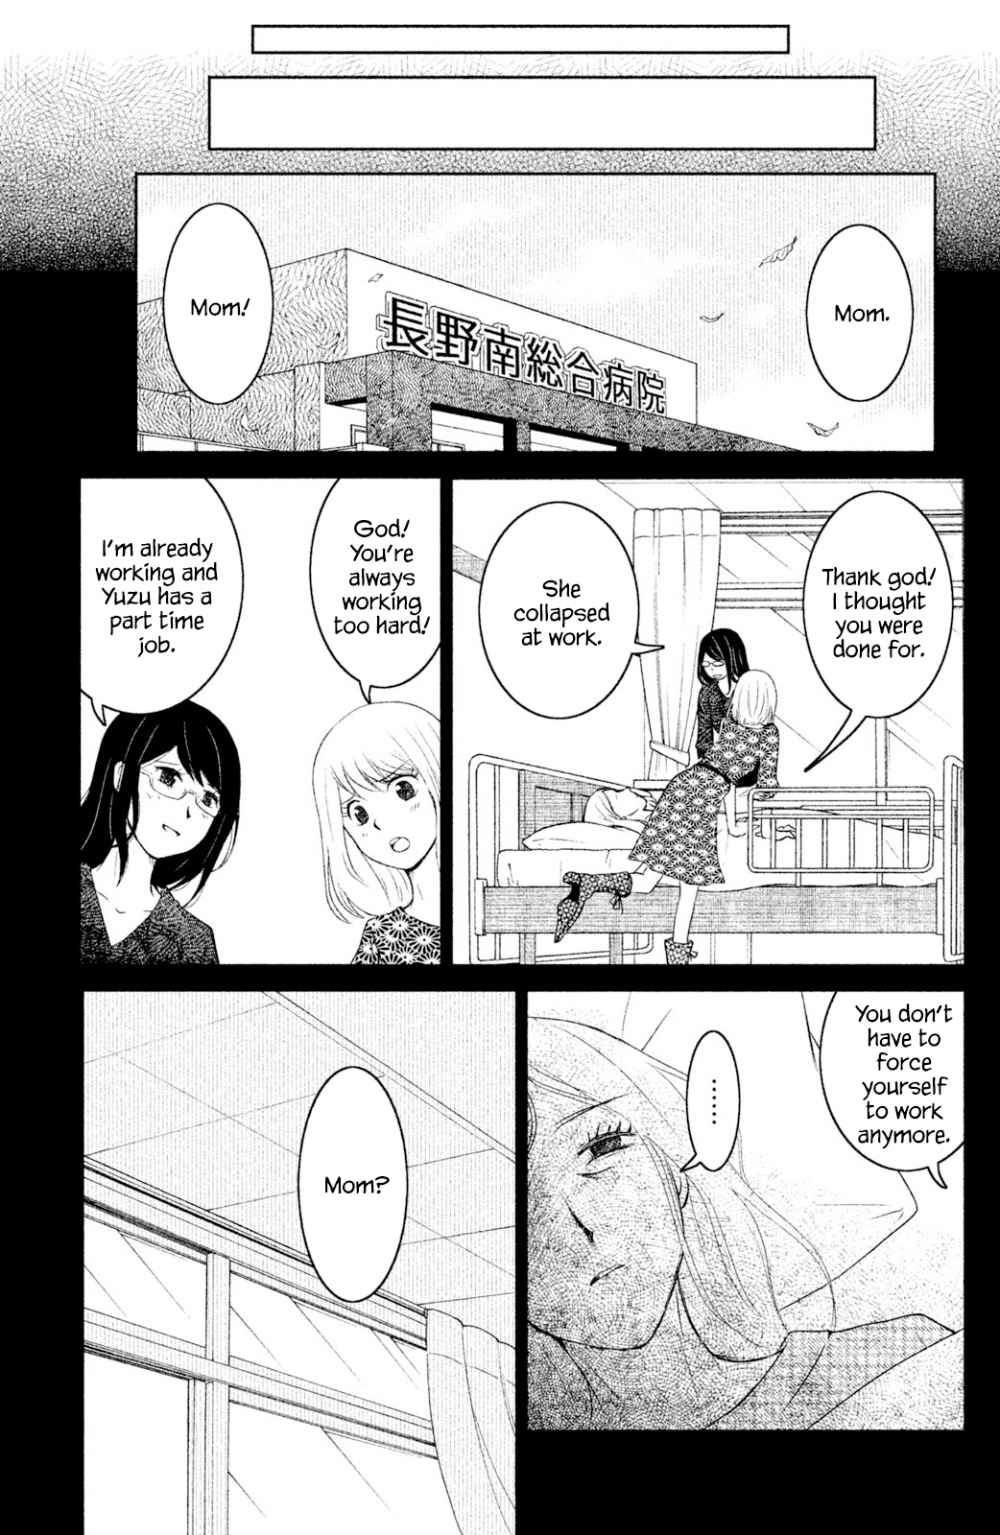 Mom.
Mom!
長野南総合病院
Thank god!
I thought
you were
done for.
She
collapsed
at work.
God!
You're
always
working
too hard!
I'm already
working and
Yuzu has a
part time
job.
You don't
have to
force
yourself
to work
anymore.
......
Mom?